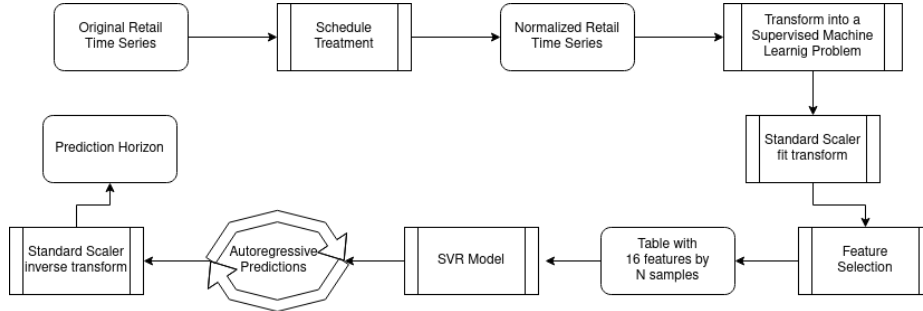 Original Retail
Time Series
Schedule
Treatment
Normalized Retail
Time Series
Transform into a
Supervised Machine
Learnig Problem
Standard Scaler
fit transform
Feature
Selection
Table with
16 features by
N samples
SVR Model
Autoregressive
Predictions
Standard Scaler
inverse transform
Prediction Horizon